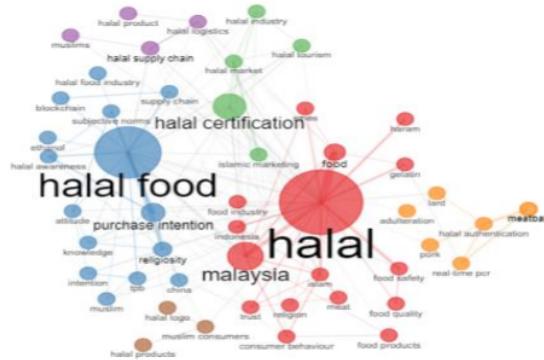 halal product
halal industry
halal logistics
muslims
halal supply chain
halal tourism
halal market
halal food industry
blockchain
supply chain
subjective norms
halal certification
ethanol
halal awareness
food
haram
islamic marketing
gelatin
halal food
attitude
purchase intention
food industry
indonesia
halal
lard
adulteration
halal authentication
pork
real-time pcr
knowledge
religiosity
malaysia
food safety
intention
tpb
china
islam
muslim
halal logo
trust
religion
meat
food quality
muslim consumers
halal products
consumer behaviour
food products